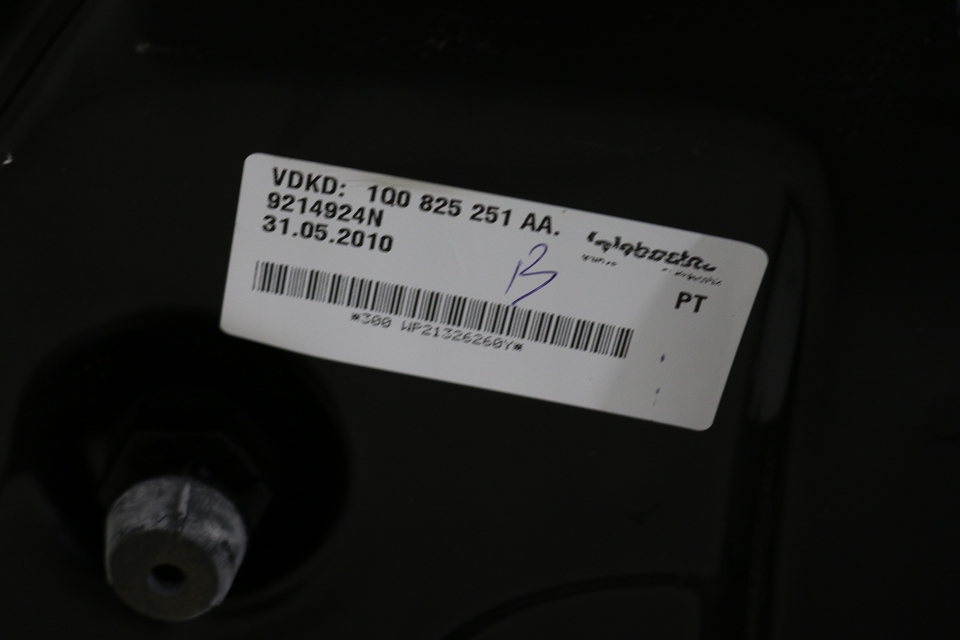 VDKD: 1Q0 825 251 AA.
9214924N
31.05.2010
B
PT
*300 WP21326260Y*